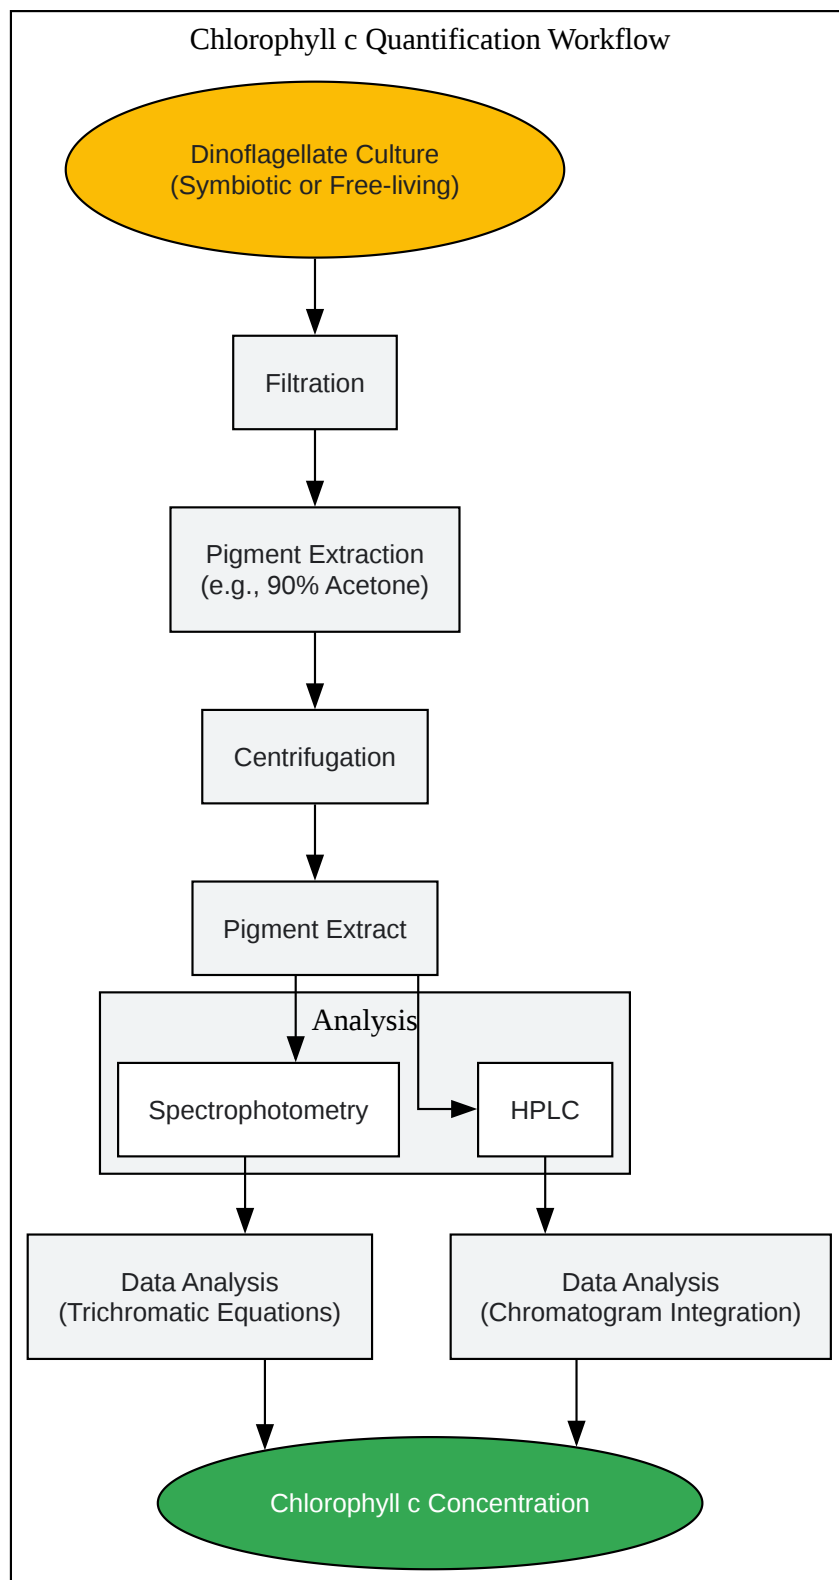 Chlorophyll c Quantification Workflow
Dinoflagellate Culture
(Symbiotic or Free-living)
Filtration
Pigment Extraction
(e.g., 90% Acetone)
Centrifugation
Pigment Extract
Analysis
Spectrophotometry
HPLC
Data Analysis
(Trichromatic Equations)
Data Analysis
(Chromatogram Integration)
Chlorophyll c Concentration